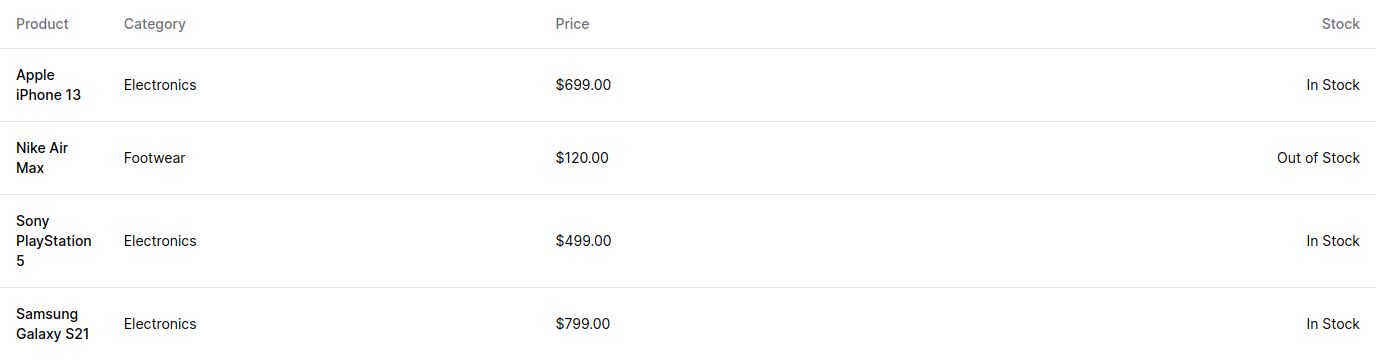 Product Category Price Stock
Apple
iPhone 13
Electronics $699.00 In Stock
Nike Air
Max
Footwear $120.00 Out of Stock
Sony
PlayStation
5
Electronics $499.00 In Stock
Samsung
Galaxy S21
Electronics $799.00 In Stock